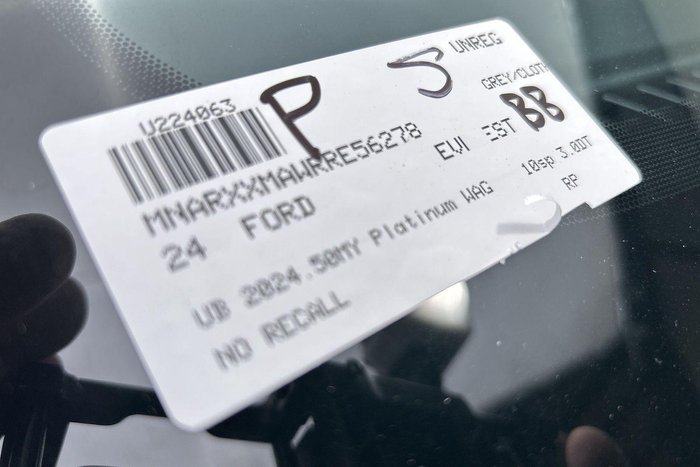 U224063 P J UNREG
GREY/CLOTH
MNARXXMAWRRE56278 EVI EST BB
24 FORD
UB 2024.50MY Platinum WAG 10sp 3.0DT
RP
NO RECALL